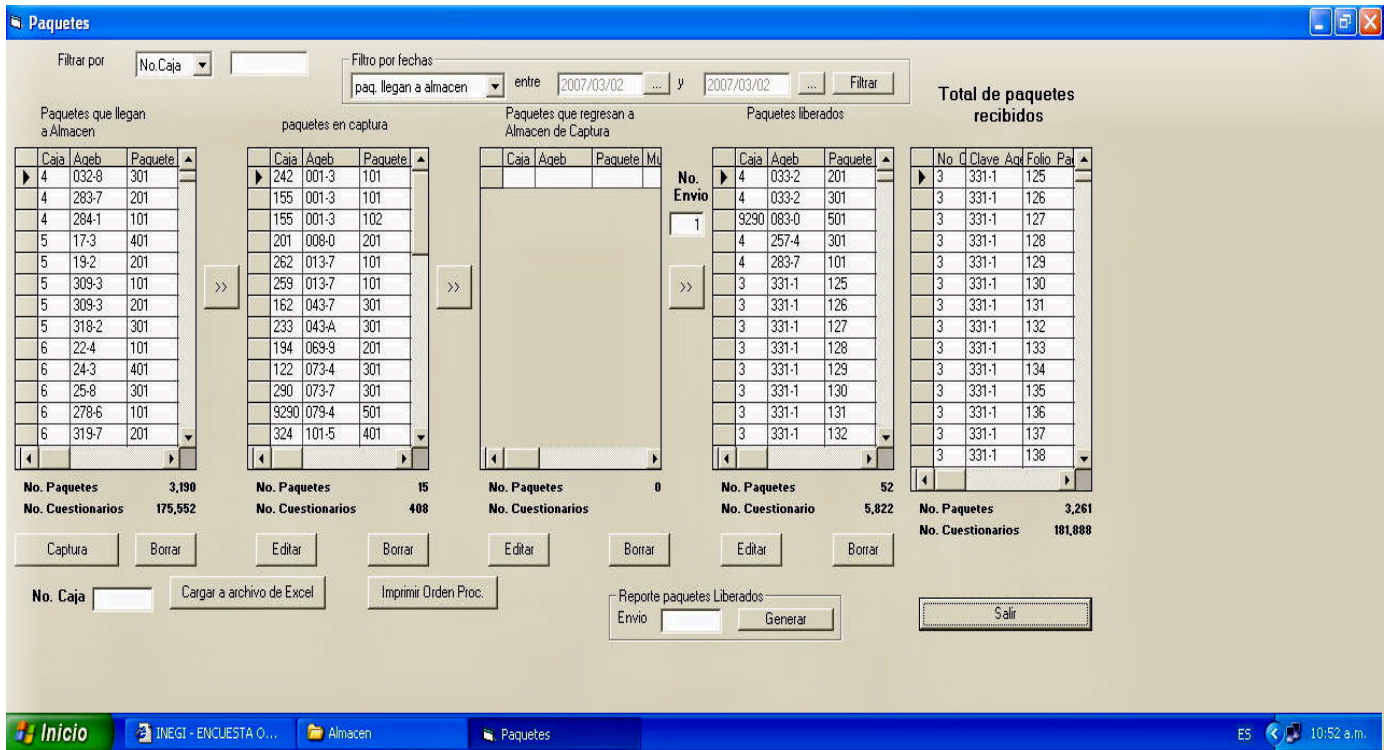 Paquetes
Filtrar por No.Caja
Filtro por fechas
paq. llegan a almacen entre 2007/03/02 ... y 2007/03/02 ... Filtrar
Paquetes que llegan
a Almacen
Caja Ageb Paquete
4 032-8 301
4 283-7 201
4 284-1 101
5 17-3 401
5 19-2 201
5 309-3 101
5 309-3 201
5 318-2 301
6 22-4 101
6 24-3 401
6 25-8 301
6 278-6 101
6 319-7 201
No. Paquetes 3,190
No. Cuestionarios 175,552
Captura Borrar
>>
paquetes en captura
Caja Ageb Paquete
242 001-3 101
155 001-3 101
155 001-3 102
201 008-0 201
262 013-7 101
259 013-7 101
162 043-7 301
233 043-A 301
194 069-9 201
122 073-4 301
290 073-7 301
9290 079-4 501
324 101-5 401
No. Paquetes 15
No. Cuestionarios 408
Editar Borrar
>>
Paquetes que regresan a
Almacen de Captura
Caja Ageb Paquete Mu
No. Paquetes 0
No. Cuestionarios
Editar Borrar
No.
Envio
1
>>
Paquetes liberados
Caja Ageb Paquete
4 033-2 201
4 033-2 301
9290 083-0 501
4 257-4 301
4 283-7 101
3 331-1 125
3 331-1 126
3 331-1 127
3 331-1 128
3 331-1 129
3 331-1 130
3 331-1 131
3 331-1 132
No. Paquetes 52
No. Cuestionario 5,822
Editar Borrar
Total de paquetes
recibidos
No C Clave Age Folio Pa
3 331-1 125
3 331-1 126
3 331-1 127
3 331-1 128
3 331-1 129
3 331-1 130
3 331-1 131
3 331-1 132
3 331-1 133
3 331-1 134
3 331-1 135
3 331-1 136
3 331-1 137
3 331-1 138
No. Paquetes 3,261
No. Cuestionarios 181,888
No. Caja Cargar a archivo de Excel Imprimir Orden Proc.
Reporte paquetes Liberados
Envio Generar
Salir
Inicio INEGI - ENCUESTA O... Almacen Paquetes ES 10:52 a.m.